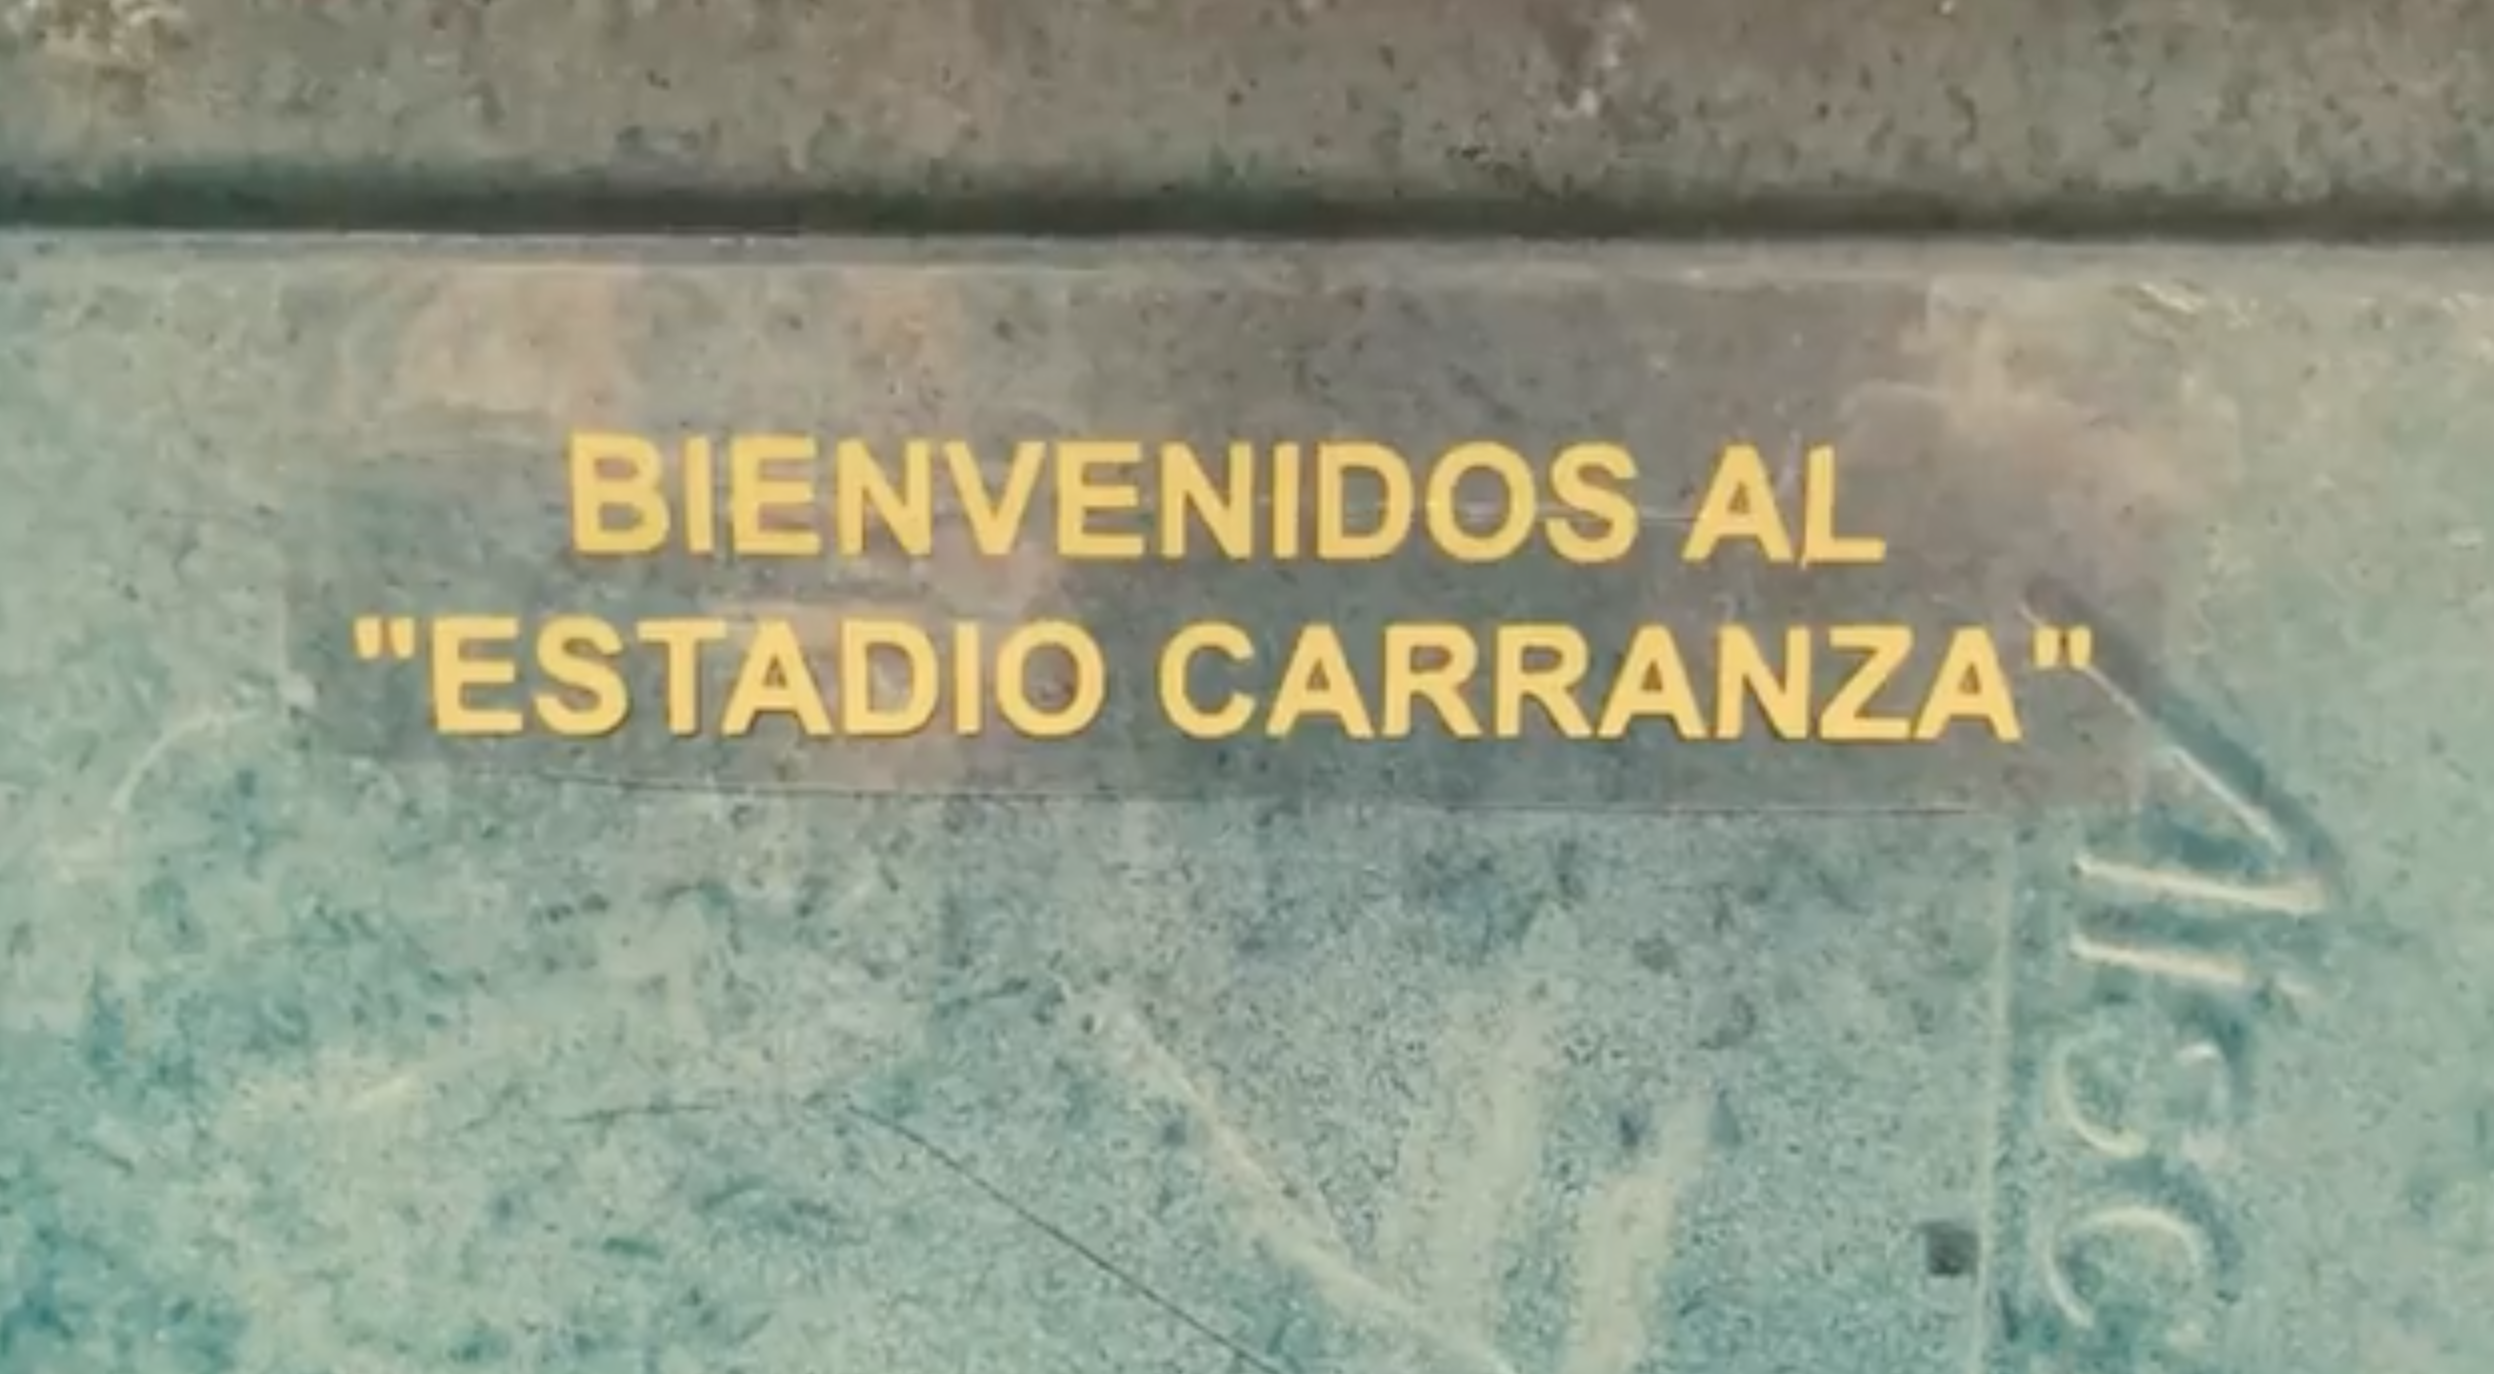 BIENVENIDOS AL
"ESTADIO CARRANZA"